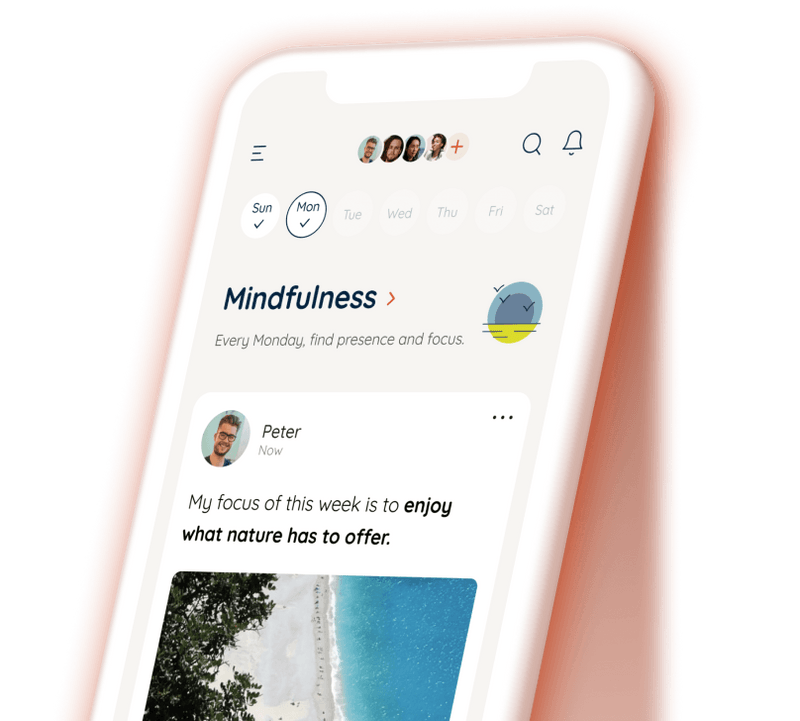 Sun Mon Tue Wed Thu Fri Sat
Mindfulness
Every Monday, find presence and focus.
Peter
Now
My focus of this week is to enjoy
what nature has to offer.